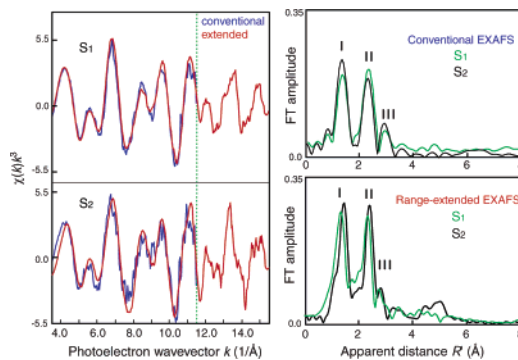 conventional
extended
S1
5.5
0.0
-5.5
χ(k)k³
S2
5.5
0.0
-5.5
4.0 6.0 8.0 10.0 12.0 14.0
Photoelectron wavevector k (1/Å)
0.35
I
II
III
Conventional EXAFS
S1
S2
FT amplitude
0.0
0 2 4 6 8
0.35
I
II
III
Range-extended EXAFS
S1
S2
FT amplitude
0.0
0 2 4 6 8
Apparent distance R' (Å)